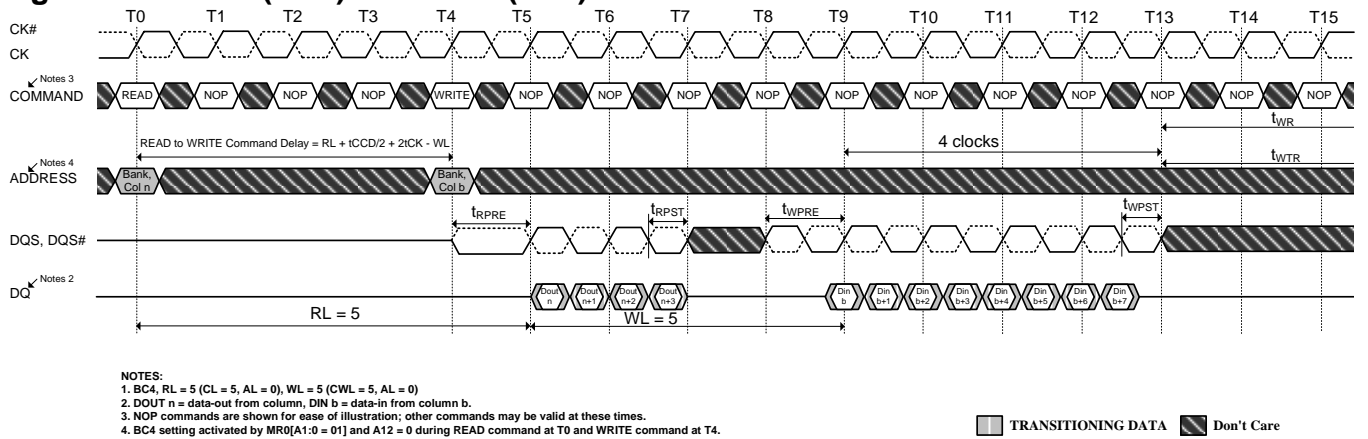 T0 T1 T2 T3 T4 T5 T6 T7 T8 T9 T10 T11 T12 T13 T14 T15
CK#
CK
Notes 3
COMMAND
READ NOP NOP NOP WRITE NOP NOP NOP NOP NOP NOP NOP NOP NOP NOP NOP
tWR
READ to WRITE Command Delay = RL + tCCD/2 + 2tCK - WL
4 clocks
tWTR
Notes 4
ADDRESS
Bank, Col n
Bank, Col b
tRPRE tRPST tWPRE tWPST
DQS, DQS#
Notes 2
DQ
Dout n Dout n+1 Dout n+2 Dout n+3 Din b Din b+1 Din b+2 Din b+3 Din b+4 Din b+5 Din b+6 Din b+7
RL = 5 WL = 5
NOTES:
1. BC4, RL = 5 (CL = 5, AL = 0), WL = 5 (CWL = 5, AL = 0)
2. DOUT n = data-out from column, DIN b = data-in from column b.
3. NOP commands are shown for ease of illustration; other commands may be valid at these times.
4. BC4 setting activated by MR0[A1:0 = 01] and A12 = 0 during READ command at T0 and WRITE command at T4.
TRANSITIONING DATA Don't Care